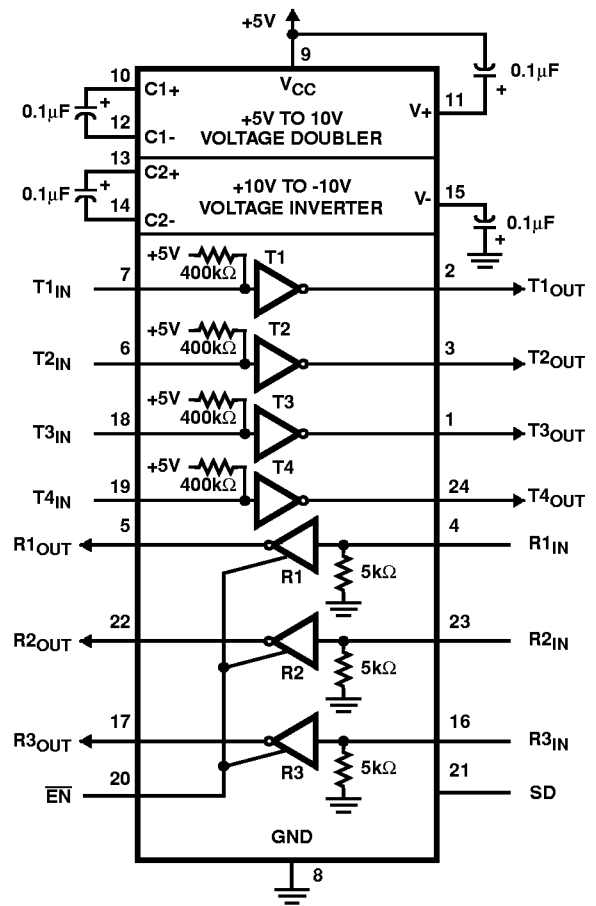 +5V
9
10
C1+
VCC
0.1µF
+
0.1µF
+
12
C1-
+5V TO 10V
VOLTAGE DOUBLER
V+
11
13
C2+
0.1µF
+
14
C2-
+10V TO -10V
VOLTAGE INVERTER
V-
15
0.1µF
+
+5V
400kΩ
T1
T1IN
7
2
T1OUT
+5V
400kΩ
T2
T2IN
6
3
T2OUT
+5V
400kΩ
T3
T3IN
18
1
T3OUT
+5V
400kΩ
T4
T4IN
19
24
T4OUT
R1OUT
5
R1
5kΩ
4
R1IN
R2OUT
22
R2
5kΩ
23
R2IN
R3OUT
17
R3
5kΩ
16
R3IN
E̅N̅
20
21
SD
GND
8